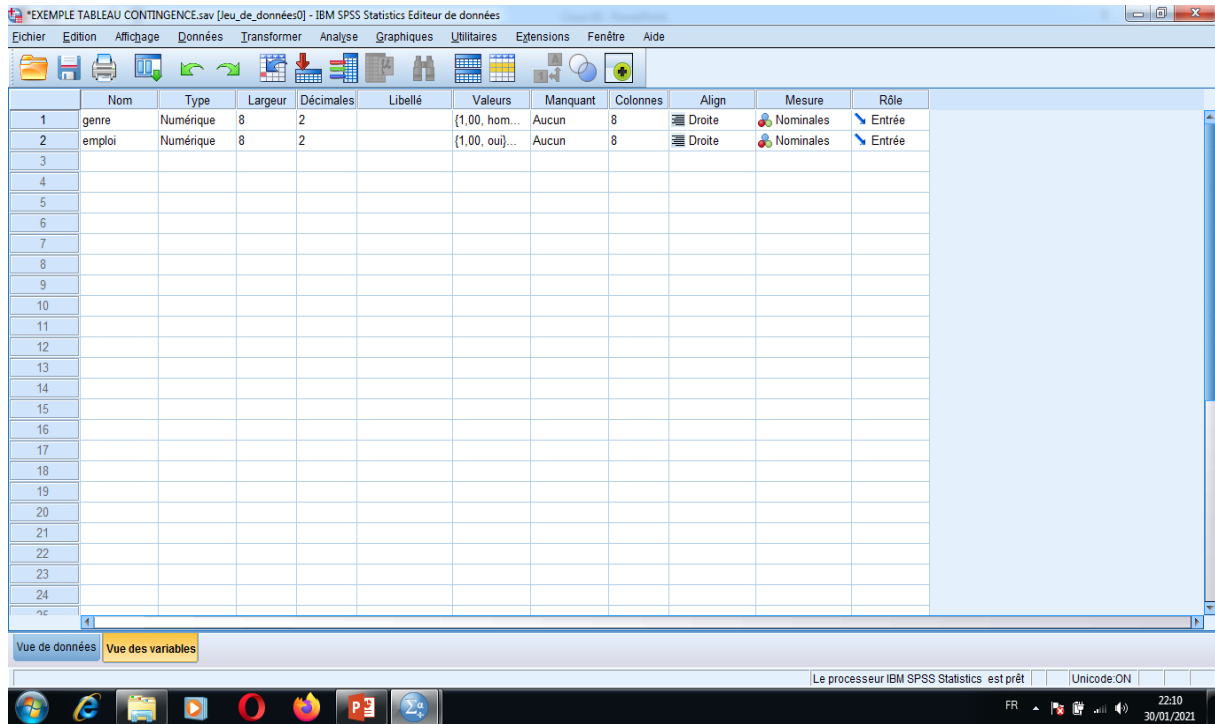 *EXEMPLE TABLEAU CONTINGENCE.sav [Jeu_de_données0] - IBM SPSS Statistics Editeur de données
Fichier Edition Affichage Données Transformer Analyse Graphiques Utilitaires Extensions Fenêtre Aide
Nom Type Largeur Décimales Libellé Valeurs Manquant Colonnes Align Mesure Rôle
1 genre Numérique 8 2 {1,00, hom... Aucun 8 Droite Nominales Entrée
2 emploi Numérique 8 2 {1,00, oui}... Aucun 8 Droite Nominales Entrée
3
4
5
6
7
8
9
10
11
12
13
14
15
16
17
18
19
20
21
22
23
24
Vue de données Vue des variables
Le processeur IBM SPSS Statistics est prêt Unicode:ON
FR 22:10
30/01/2021